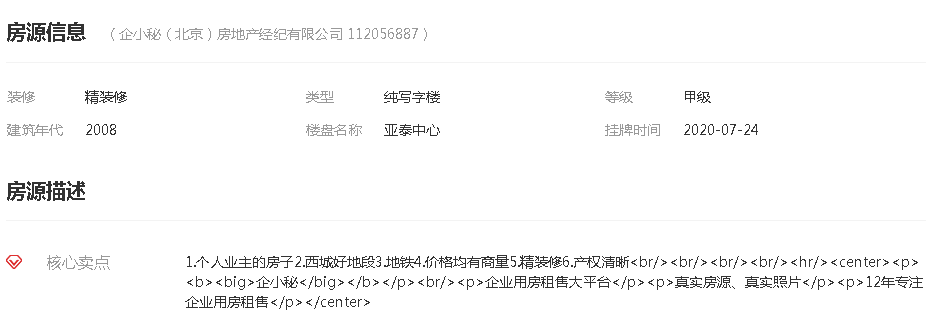 房源信息 （企小秘（北京）房地产经纪有限公司 112056887）
装修 精装修 类型 纯写字楼 等级 甲级
建筑年代 2008 楼盘名称 亚泰中心 挂牌时间 2020-07-24
房源描述
核心卖点 1.个人业主的房子2.西城好地段3.地铁4.价格均有商量5.精装修6.产权清晰<br/><br/><br/><br/><hr/><center><p>
<b><big>企小秘</big></b></p><br/><p>企业用房租售大平台</p><p>真实房源、真实照片</p><p>12年专注
企业用房租售</p></center>